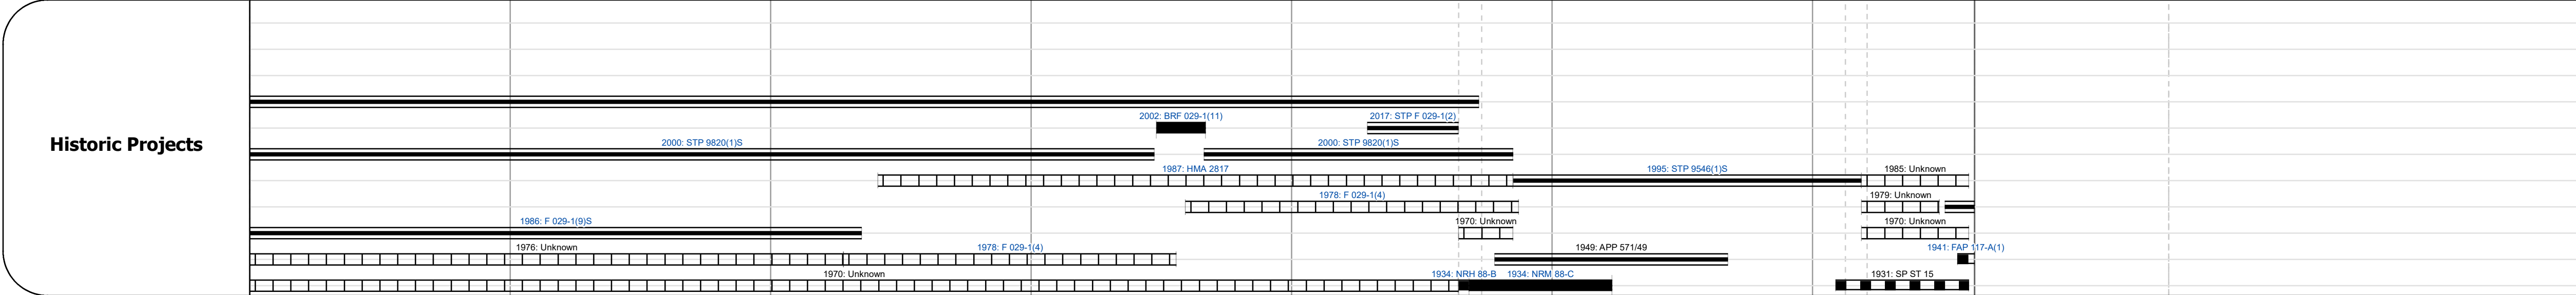 Historic Projects
2002: BRF 029-1(11)
2017: STP F 029-1(2)
2000: STP 9820(1)S
2000: STP 9820(1)S
1987: HMA 2817
1995: STP 9546(1)S
1985: Unknown
1978: F 029-1(4)
1979: Unknown
1986: F 029-1(9)S
1970: Unknown
1970: Unknown
1976: Unknown
1978: F 029-1(4)
1949: APP 571/49
1941: FAP 117-A(1)
1970: Unknown
1934: NRH 88-B
1934: NRM 88-C
1931: SP ST 15